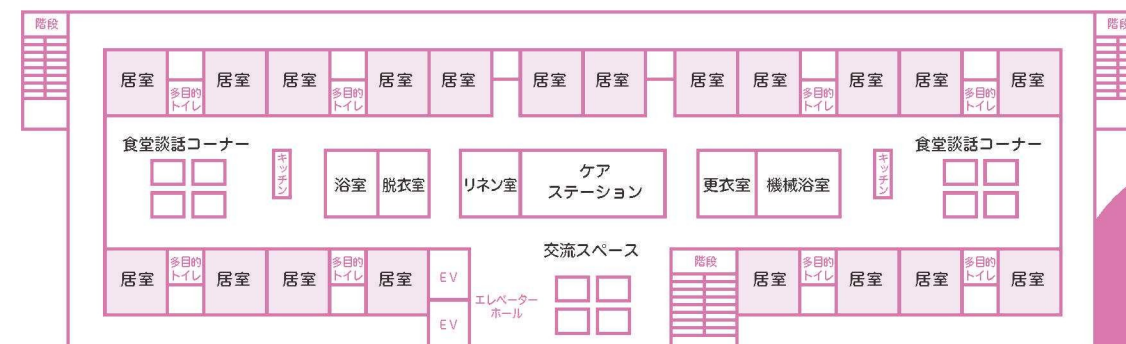 階段
階段
居室
多目的
トイレ
居室
居室
多目的
トイレ
居室
居室
居室
居室
居室
居室
多目的
トイレ
居室
居室
多目的
トイレ
居室
食堂談話コーナー
キッチン
浴室
脱衣室
リネン室
ケア
ステーション
更衣室
機械浴室
キッチン
食堂談話コーナー
居室
多目的
トイレ
居室
居室
多目的
トイレ
居室
EV
EV
エレベーター
ホール
交流スペース
階段
居室
多目的
トイレ
居室
居室
多目的
トイレ
居室